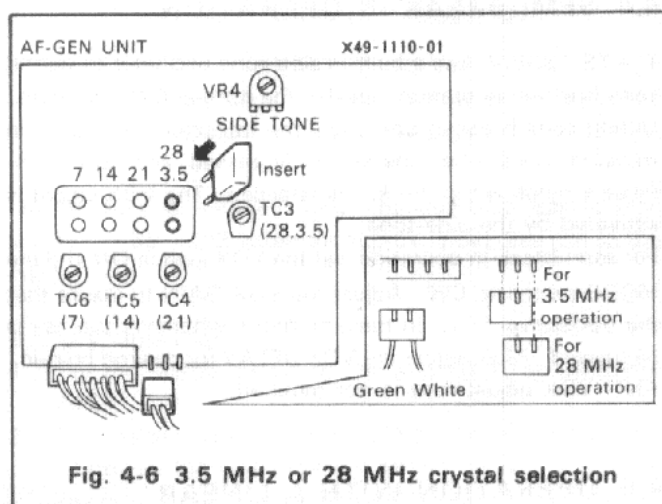 AF-GEN UNIT X49-1110-01
VR4
SIDE TONE
28
7 14 21 3.5
Insert
TC3
(28,3.5)
TC6 TC5 TC4
(7) (14) (21)
For
3.5 MHz
operation
For
28 MHz
operation
Green White
Fig. 4-6 3.5 MHz or 28 MHz crystal selection